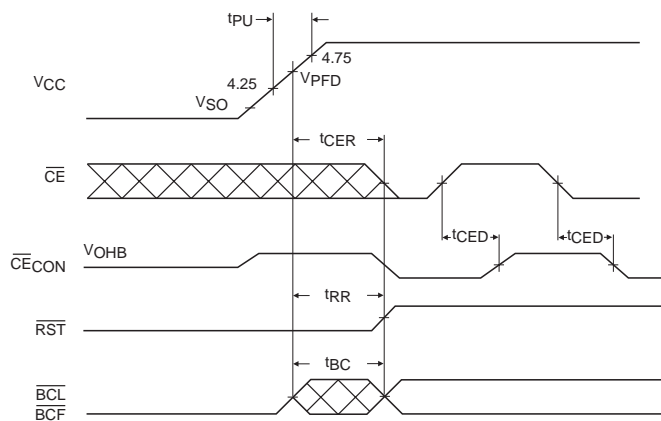 tPU
4.75
VCC
4.25
VPFD
VSO
tCER
CE
tCED
tCED
VOHB
CECON
tRR
RST
tBC
BCL
BCF